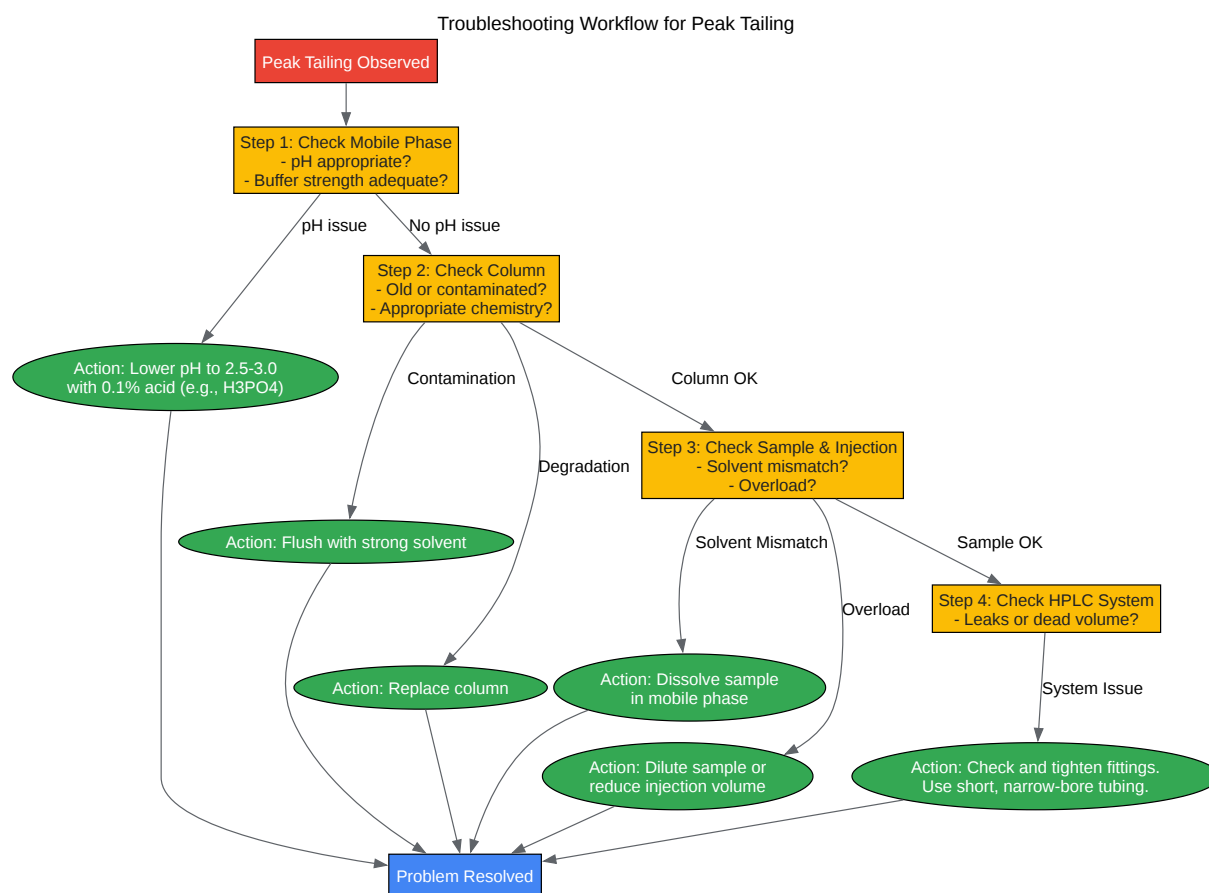 Troubleshooting Workflow for Peak Tailing
Peak Tailing Observed
Step 1: Check Mobile Phase
- pH appropriate?
- Buffer strength adequate?
pH issue
No pH issue
Step 2: Check Column
- Old or contaminated?
- Appropriate chemistry?
Action: Lower pH to 2.5-3.0
with 0.1% acid (e.g., H3PO4)
Contamination
Column OK
Degradation
Step 3: Check Sample & Injection
- Solvent mismatch?
- Overload?
Action: Flush with strong solvent
Solvent Mismatch
Sample OK
Overload
Step 4: Check HPLC System
- Leaks or dead volume?
Action: Replace column
Action: Dissolve sample
in mobile phase
System Issue
Action: Dilute sample or
reduce injection volume
Action: Check and tighten fittings.
Use short, narrow-bore tubing.
Problem Resolved